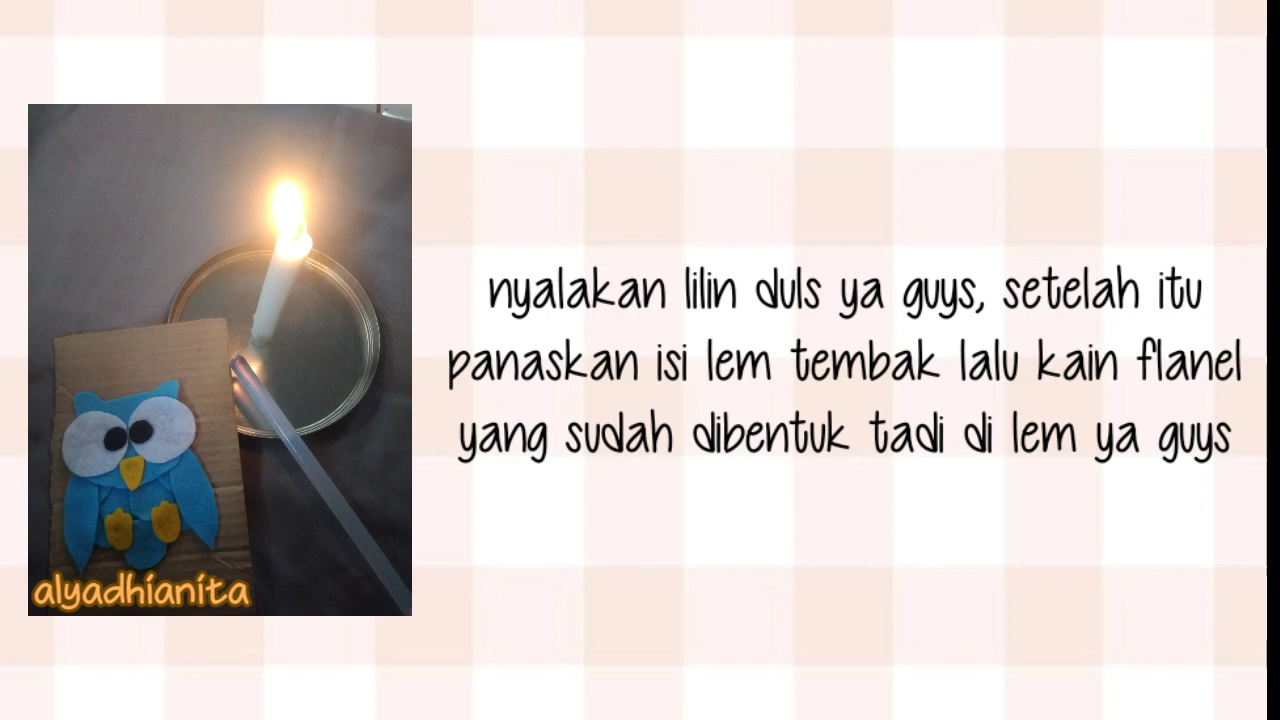 nyalakan lilin duls ya guys, setelah itu
panaskan isi lem tembak lalu kain flanel
yang sudah dibentuk tadi di lem ya guys
alyadhianita